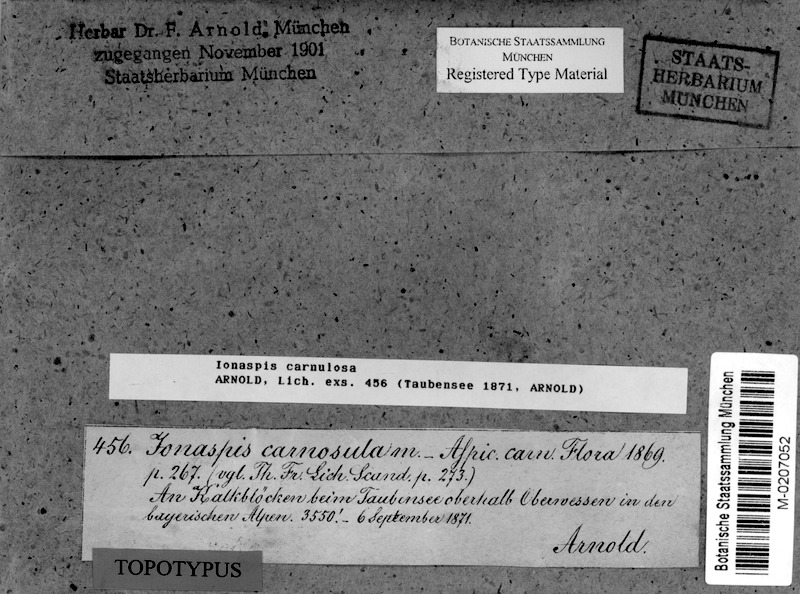 Herbar Dr. F. Arnold, München
zugegangen November 1901
Staatsherbarium München
BOTANISCHE STAATSSAMMLUNG
MÜNCHEN
Registered Type Material
STAATS-
HERBARIUM
MÜNCHEN
Ionaspis carnulosa
ARNOLD, Lich. exs. 456 (Taubensee 1871, ARNOLD)
456. Jonaspis carnosula m. – Aspic. carn. Flora 1869.
p. 267. (vgl. Th. Fr. Lich. Scand. p. 273.)
An Kalkblöcken beim Taubensee oberhalb Oberwessen in den
bayerischen Alpen. 3550! – 6 September 1871.
Arnold.
TOPOTYPUS
Botanische Staatssammlung München
M-0207052